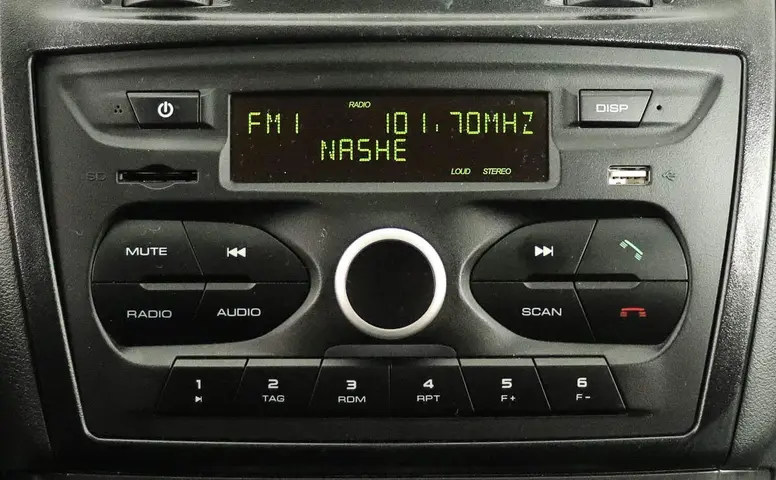 RADIO
FM1 101.70MHZ
NASHE
LOUD STEREO
DISP
SD
MUTE
RADIO
AUDIO
SCAN
1
2 TAG
3 RDM
4 RPT
5 F+
6 F-